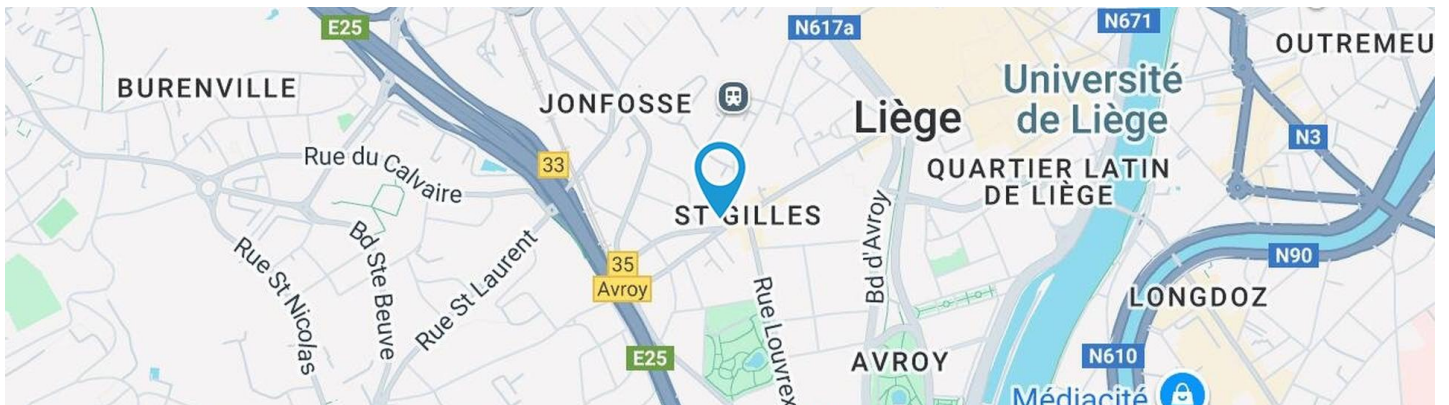 E25
N617a
N671
OUTREMEU
BURENVILLE
JONFOSSE
Liège
Université
de Liège
N3
33
Rue du Calvaire
QUARTIER LATIN
DE LIÈGE
ST GILLES
Bd d'Avroy
Rue St Nicolas
Bd Ste Beuve
Rue St Laurent
35
Avroy
N90
LONGDOZ
Rue Louvrex
E25
AVROY
N610
Médiacité